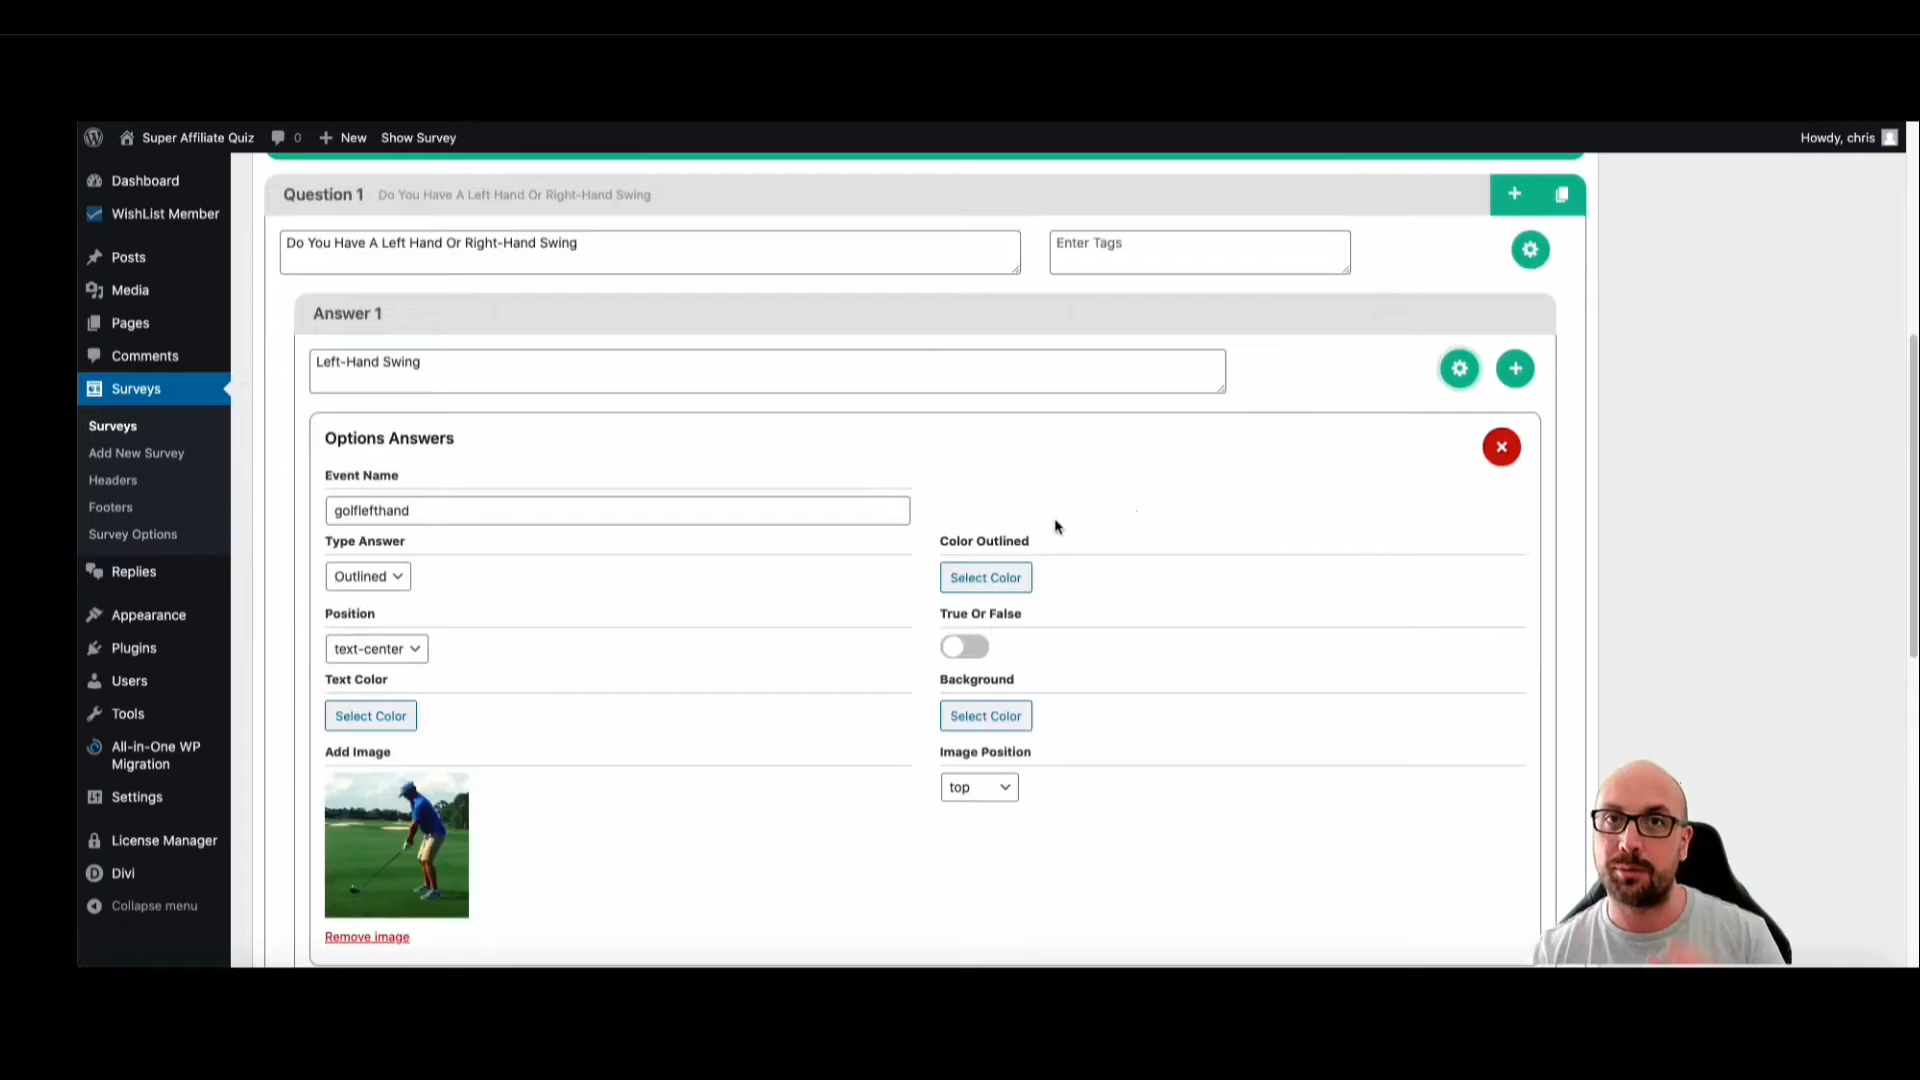 Super Affiliate Quiz 0 New Show Survey Howdy, chris
Dashboard
WishList Member
Posts
Media
Pages
Comments
Surveys
Surveys
Add New Survey
Headers
Footers
Survey Options
Replies
Appearance
Plugins
Users
Tools
All-in-One WP
Migration
Settings
License Manager
Divi
Collapse menu
Question 1 Do You Have A Left Hand Or Right-Hand Swing
Do You Have A Left Hand Or Right-Hand Swing Enter Tags
Answer 1
Left-Hand Swing
Options Answers
Event Name
golflefthand
Type Answer Color Outlined
Outlined Select Color
Position True Or False
text-center
Text Color Background
Select Color Select Color
Add Image Image Position
top
Remove image